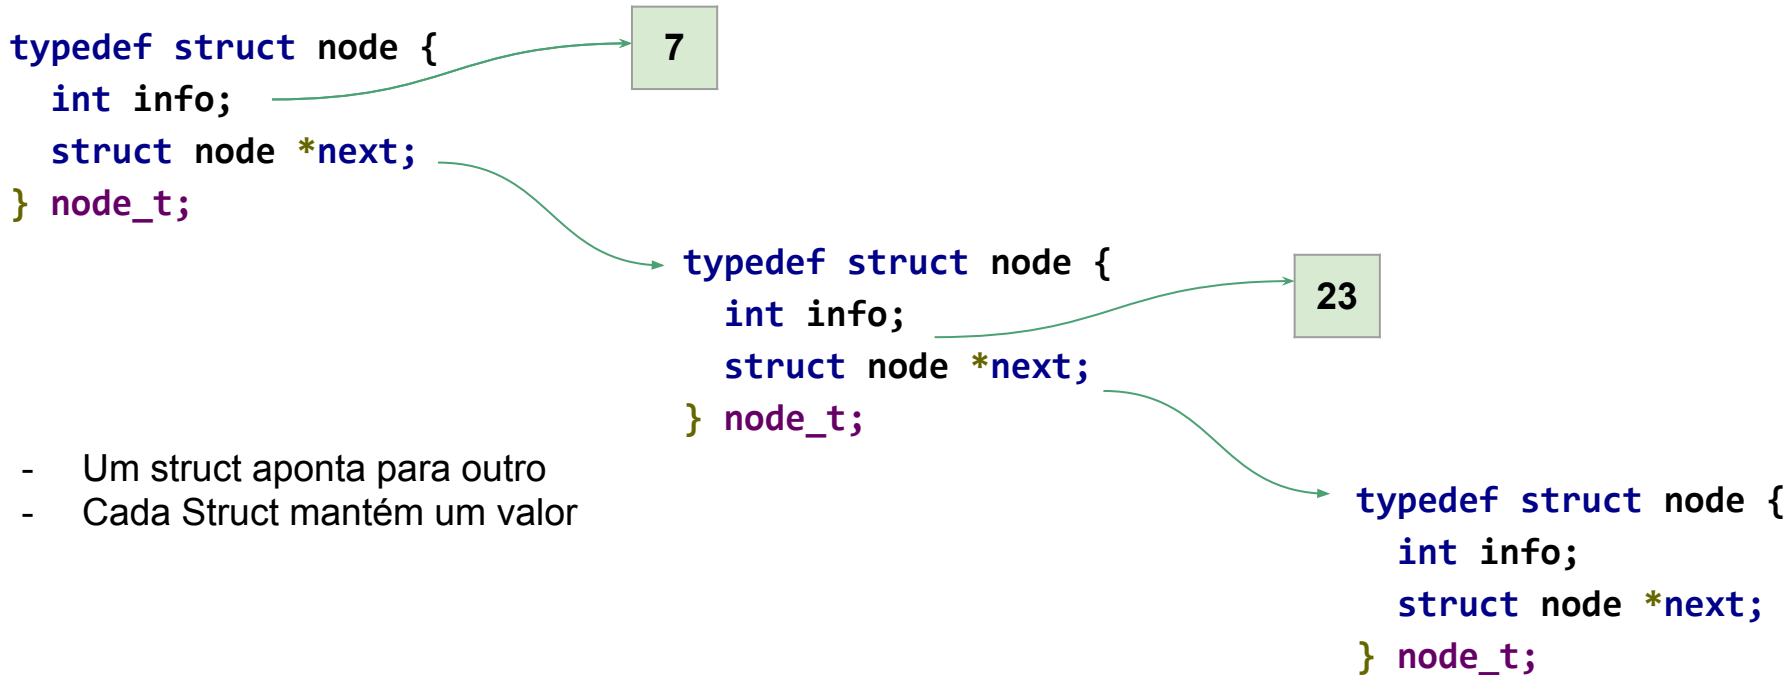 typedef struct node {
int info;
struct node *next;
} node_t;
7
typedef struct node {
int info;
struct node *next;
} node_t;
23
- Um struct aponta para outro
- Cada Struct mantém um valor
typedef struct node {
int info;
struct node *next;
} node_t;